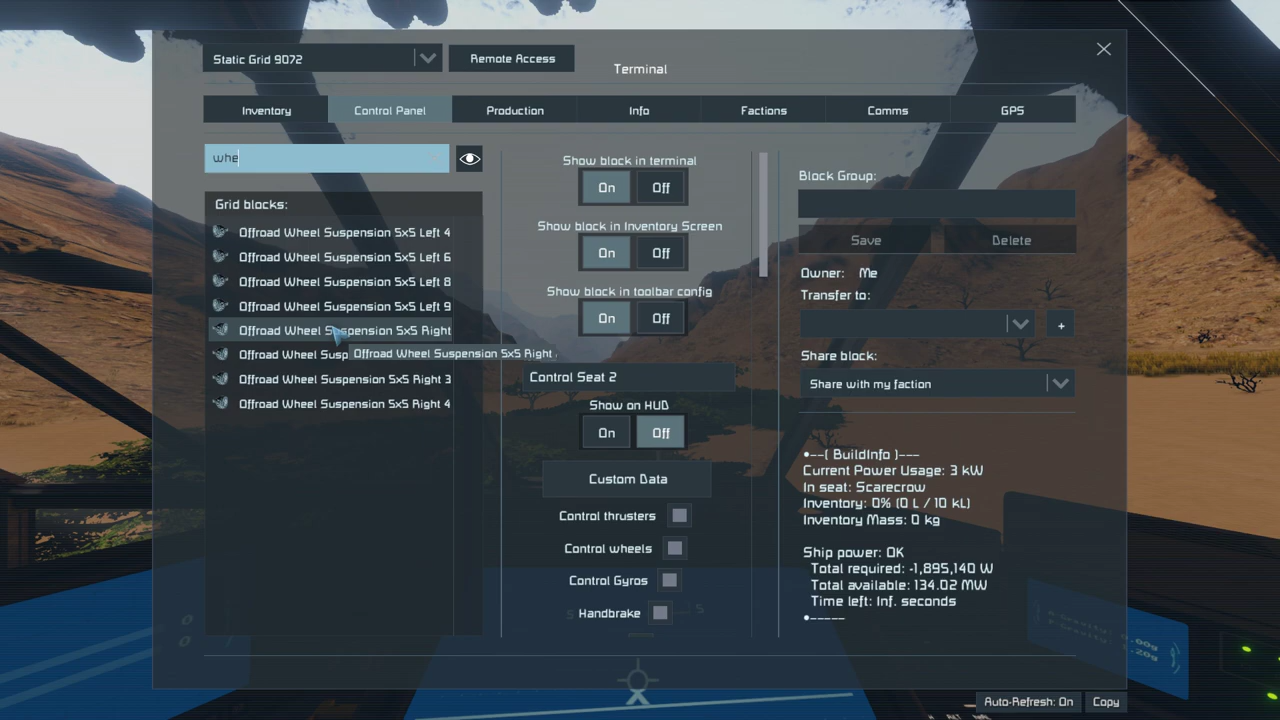 Static Grid 9072
Remote Access
Terminal
Inventory
Control Panel
Production
Info
Factions
Comms
GPS
whe
Grid blocks:
Offroad Wheel Suspension 5x5 Left 4
Offroad Wheel Suspension 5x5 Left 6
Offroad Wheel Suspension 5x5 Left 8
Offroad Wheel Suspension 5x5 Left 9
Offroad Wheel Suspension 5x5 Right
Offroad Wheel Susp
Offroad Wheel Suspension 5x5 Right
Offroad Wheel Suspension 5x5 Right 3
Offroad Wheel Suspension 5x5 Right 4
Show block in terminal
On Off
Show block in Inventory Screen
On Off
Show block in toolbar config
On Off
Control Seat 2
Show on HUD
On Off
Custom Data
Control thrusters
Control wheels
Control Gyros
Handbrake
Block Group:
Save Delete
Owner: Me
Transfer to:
+
Share block:
Share with my faction
•--( BuildInfo )---
Current Power Usage: 3 kW
In seat: Scarecrow
Inventory: 0% (0 L / 10 kL)
Inventory Mass: 0 kg
Ship power: OK
Total required: -1,895,140 W
Total available: 134.02 MW
Time left: Inf. seconds
•-----
Auto-Refresh: On
Copy